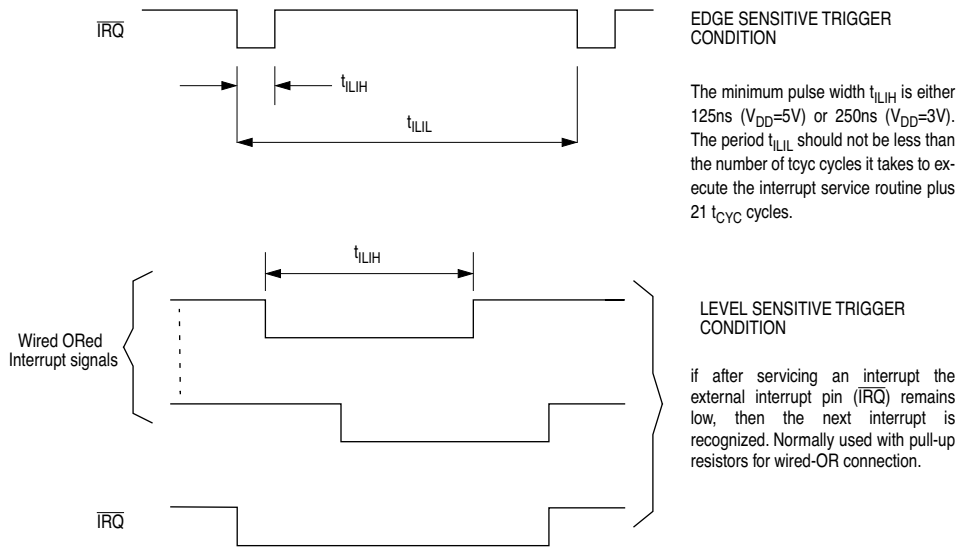 IRQ
EDGE SENSITIVE TRIGGER
CONDITION
tILIH
tILIL
The minimum pulse width tILIH is either
125ns (VDD=5V) or 250ns (VDD=3V).
The period tILIL should not be less than
the number of tcyc cycles it takes to ex-
ecute the interrupt service routine plus
21 tCYC cycles.
tILIH
Wired ORed
Interrupt signals
LEVEL SENSITIVE TRIGGER
CONDITION
if after servicing an interrupt the
external interrupt pin (IRQ) remains
low, then the next interrupt is
recognized. Normally used with pull-up
resistors for wired-OR connection.
IRQ